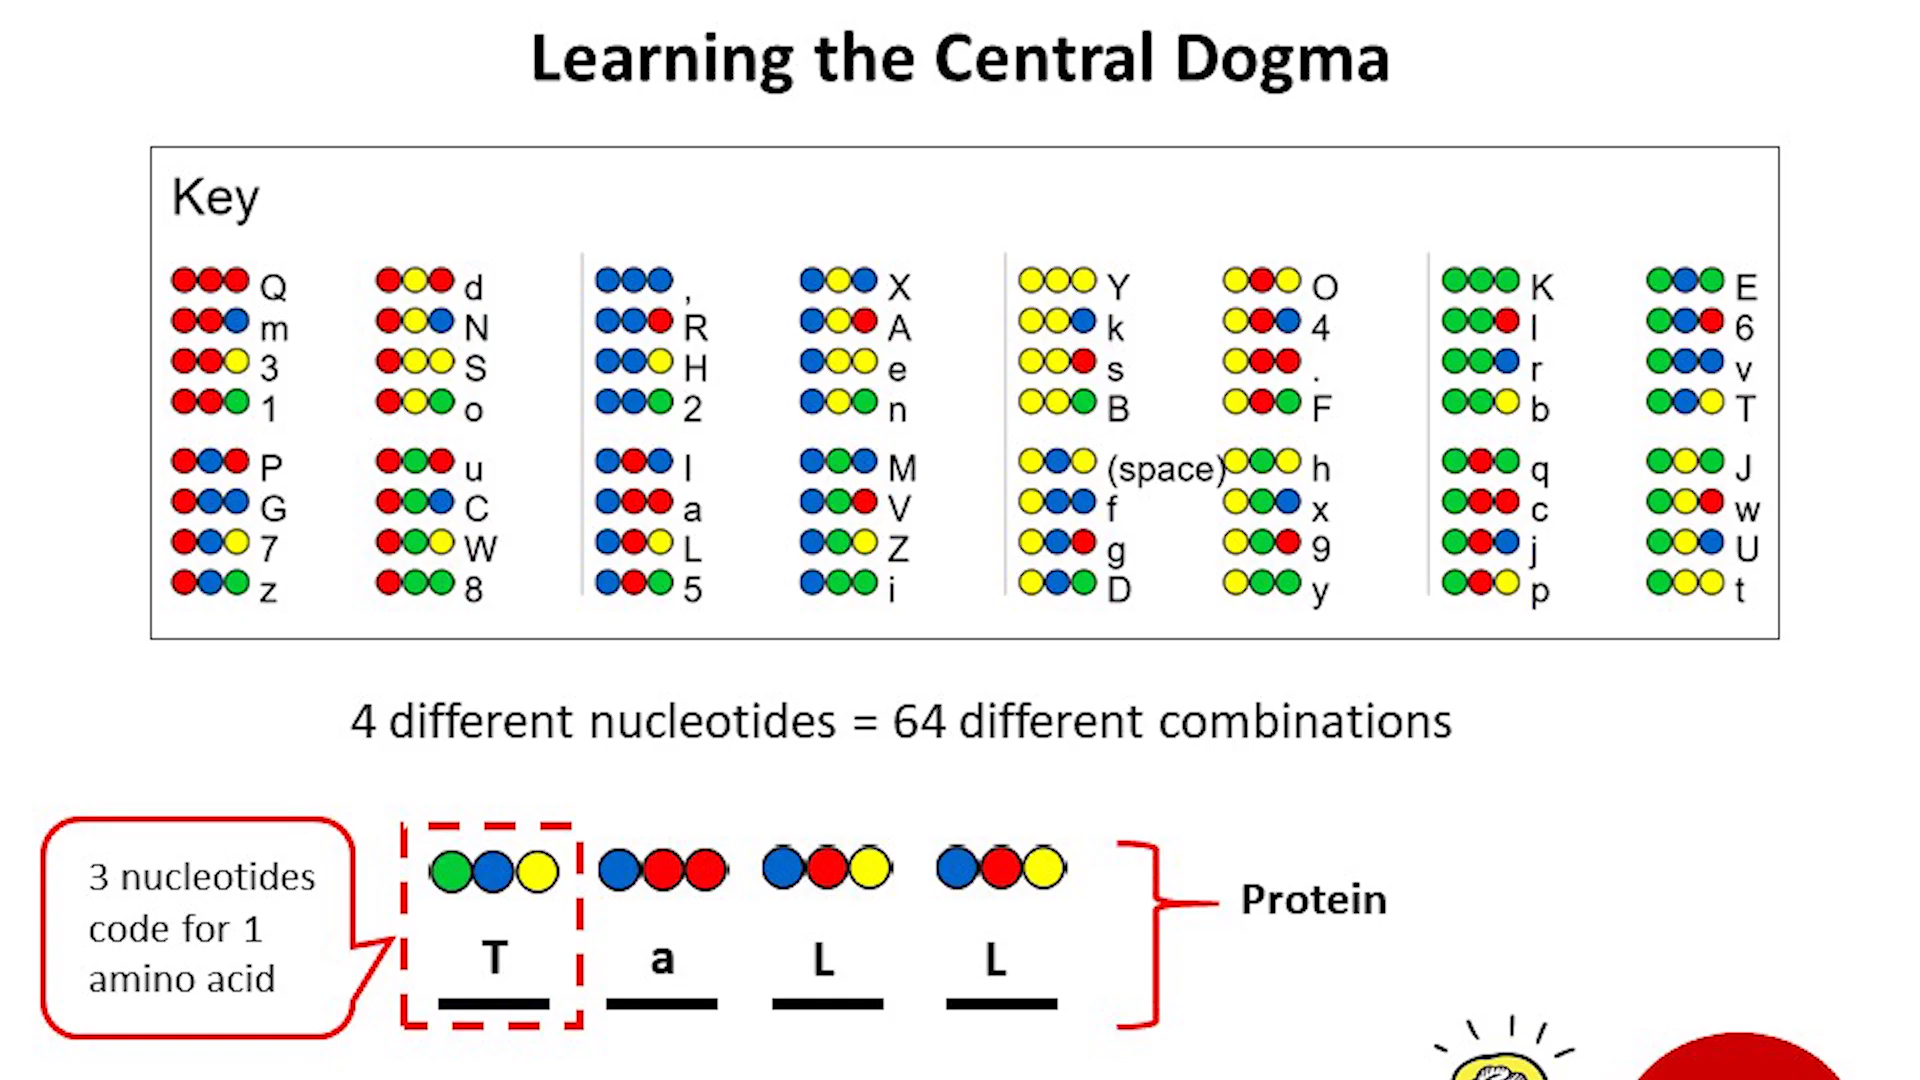 Learning the Central Dogma
Key
Q d , X Y O K E
m N R A k 4 l 6
3 S H e s . r v
1 o 2 n B F b T
P u I M (space) h q J
G C a V f x c w
7 W L Z g 9 j U
z 8 5 i D y p t
4 different nucleotides = 64 different combinations
3 nucleotides
code for 1
amino acid
T a L L
Protein